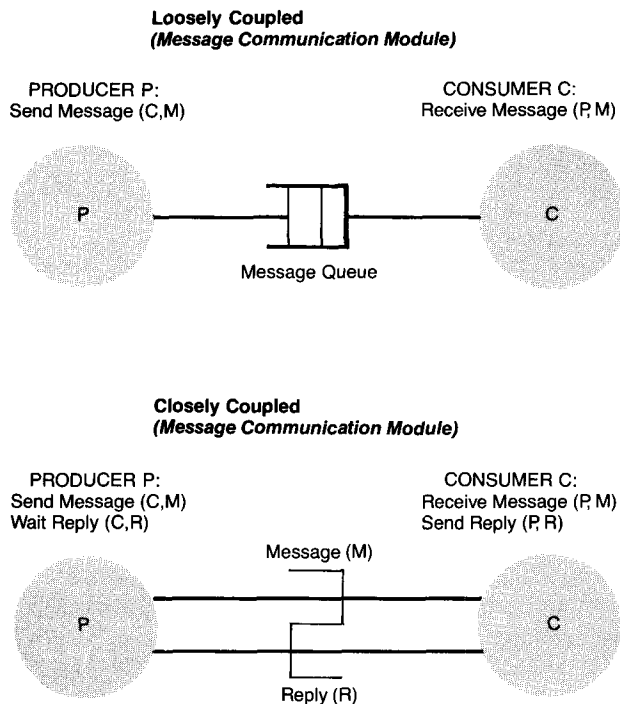 Loosely Coupled
(Message Communication Module)
PRODUCER P:
Send Message (C,M)
CONSUMER C:
Receive Message (P, M)
P
C
Message Queue
Closely Coupled
(Message Communication Module)
PRODUCER P:
Send Message (C,M)
Wait Reply (C,R)
CONSUMER C:
Receive Message (P, M)
Send Reply (P, R)
Message (M)
P
C
Reply (R)